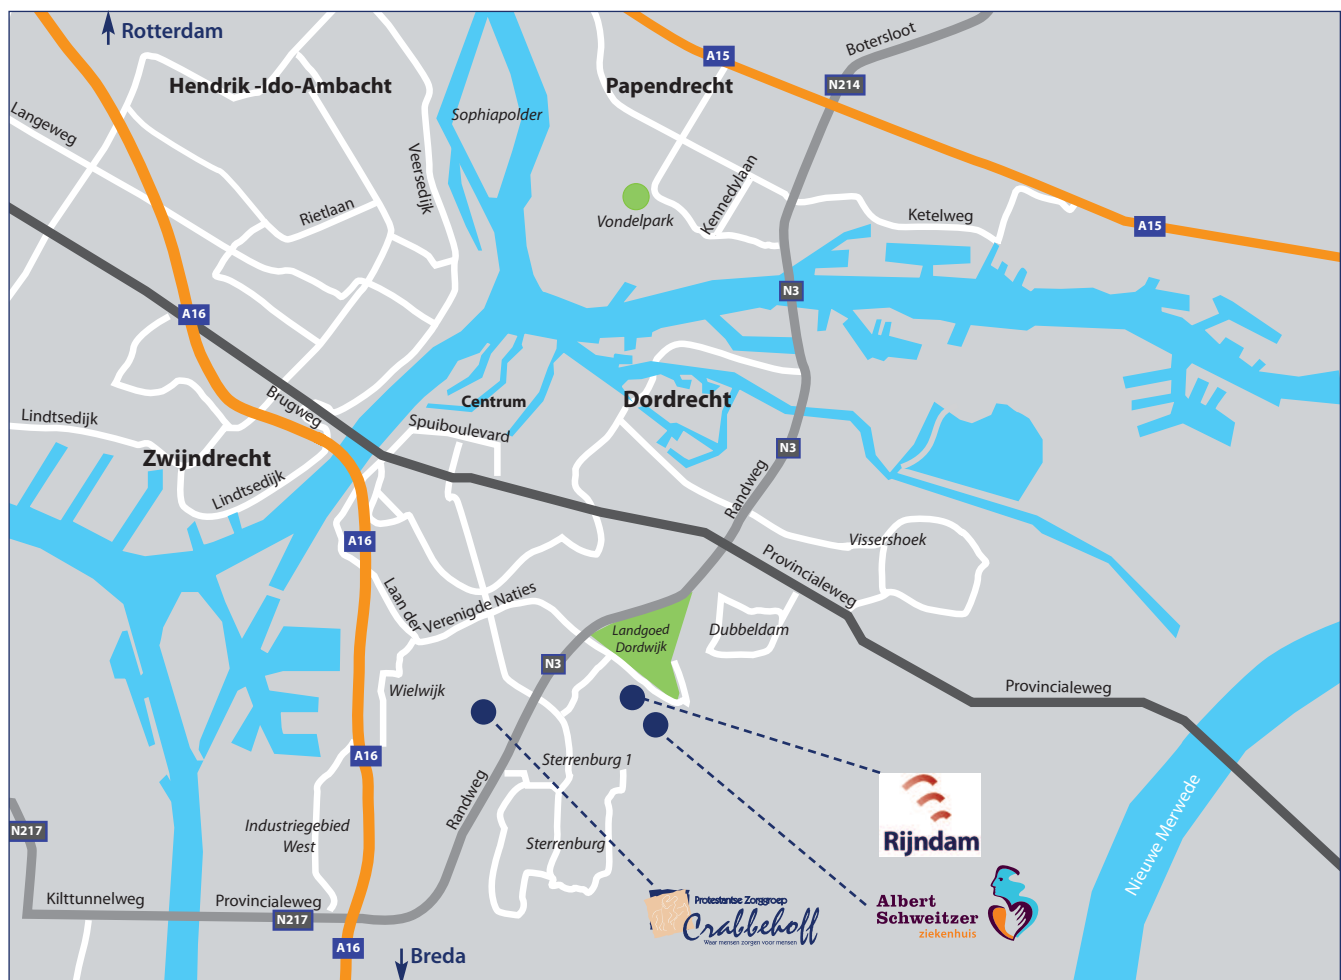 Rotterdam
Botersloot
A15
Hendrik -Ido-Ambacht
Papendrecht
N214
Langeweg
Sophiapolder
Veersedijk
Kennedylaan
Rietlaan
Vondelpark
Ketelweg
A15
N3
A16
Brugweg
Centrum
Dordrecht
Lindtsedijk
Spuiboulevard
Zwijndrecht
N3
Lindtsedijk
Randweg
A16
Vissershoek
Provincialeweg
Laan der
Verenigde Naties
Landgoed
Dordwijk
Dubbeldam
N3
Wielwijk
Provincialeweg
A16
Sterrenburg 1
Randweg
Nieuwe Merwede
Rijndam
Industriegebied
West
N217
Sterrenburg
Kilttunnelweg
Provincialeweg
N217
Protestantse Zorggroep
Crabbehoff
Waar mensen zorgen voor mensen
Albert
Schweitzer
ziekenhuis
A16
Breda